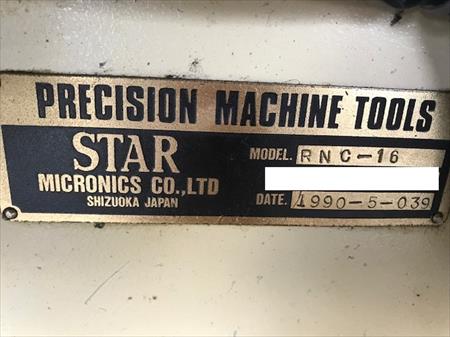 PRECISION MACHINE TOOLS
STAR
MICRONICS CO.,LTD
SHIZUOKA JAPAN
MODEL. RNC-16
DATE. 1990-5-039